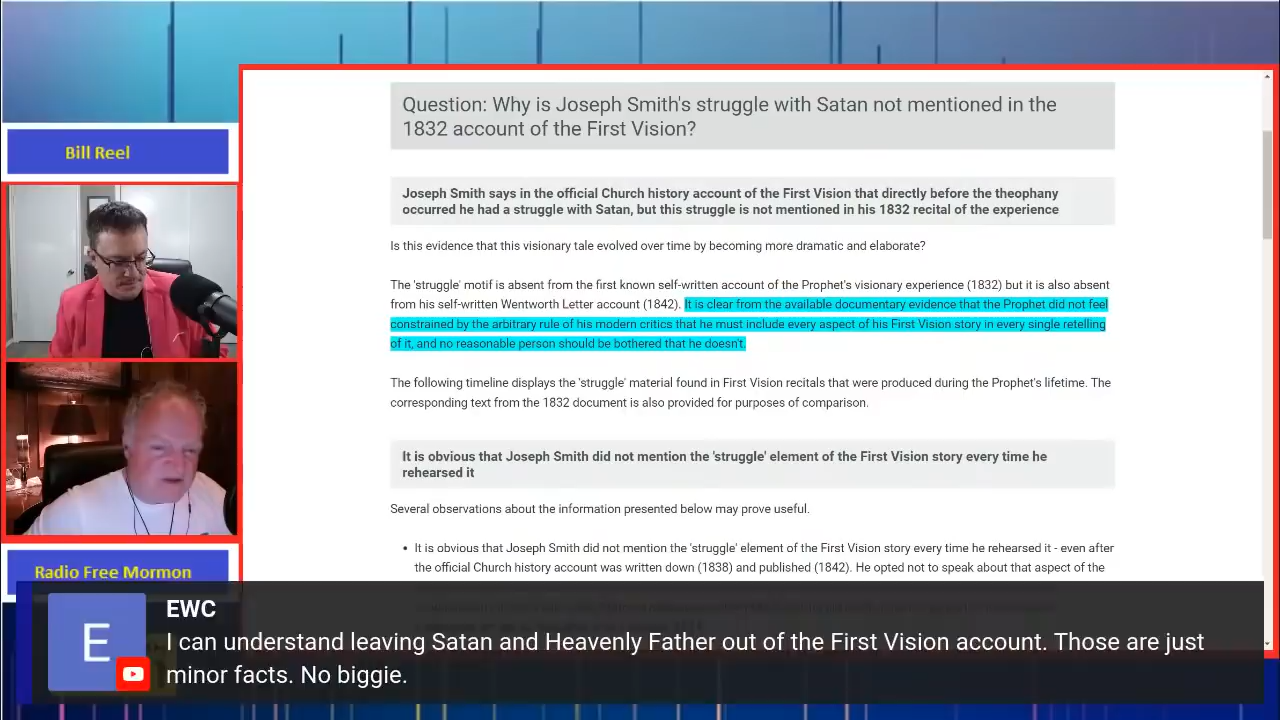 Bill Reel
Radio Free Mormon
Question: Why is Joseph Smith's struggle with Satan not mentioned in the
1832 account of the First Vision?
Joseph Smith says in the official Church history account of the First Vision that directly before the theophany
occurred he had a struggle with Satan, but this struggle is not mentioned in his 1832 recital of the experience
Is this evidence that this visionary tale evolved over time by becoming more dramatic and elaborate?
The 'struggle' motif is absent from the first known self-written account of the Prophet's visionary experience (1832) but it is also absent
from his self-written Wentworth Letter account (1842). It is clear from the available documentary evidence that the Prophet did not feel
constrained by the arbitrary rule of his modern critics that he must include every aspect of his First Vision story in every single retelling
of it, and no reasonable person should be bothered that he doesn't.
The following timeline displays the 'struggle' material found in First Vision recitals that were produced during the Prophet's lifetime. The
corresponding text from the 1832 document is also provided for purposes of comparison.
It is obvious that Joseph Smith did not mention the 'struggle' element of the First Vision story every time he
rehearsed it
Several observations about the information presented below may prove useful.
• It is obvious that Joseph Smith did not mention the 'struggle' element of the First Vision story every time he rehearsed it - even after
the official Church history account was written down (1838) and published (1842). He opted not to speak about that aspect of the
E
EWC
I can understand leaving Satan and Heavenly Father out of the First Vision account. Those are just
minor facts. No biggie.